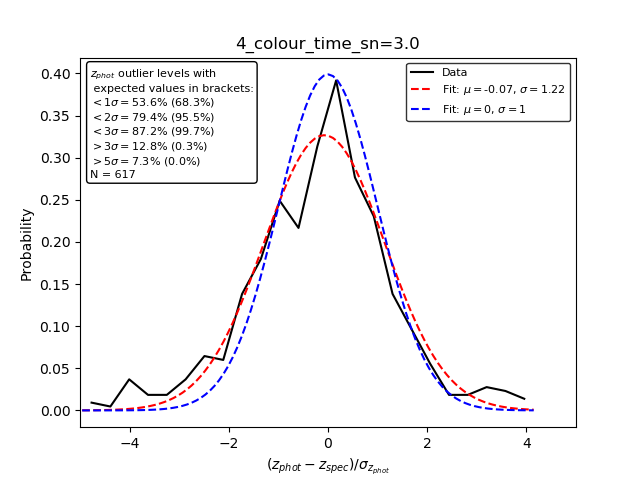 4_colour_time_sn=3.0
z_phot outlier levels with
expected values in brackets:
< 1σ = 53.6% (68.3%)
< 2σ = 79.4% (95.5%)
< 3σ = 87.2% (99.7%)
> 3σ = 12.8% (0.3%)
> 5σ = 7.3% (0.0%)
N = 617
Data
Fit: μ = -0.07, σ = 1.22
Fit: μ = 0, σ = 1
0.40
0.35
0.30
0.25
0.20
0.15
0.10
0.05
0.00
Probability
−4 −2 0 2 4
(z_phot − z_spec)/σ_z_phot